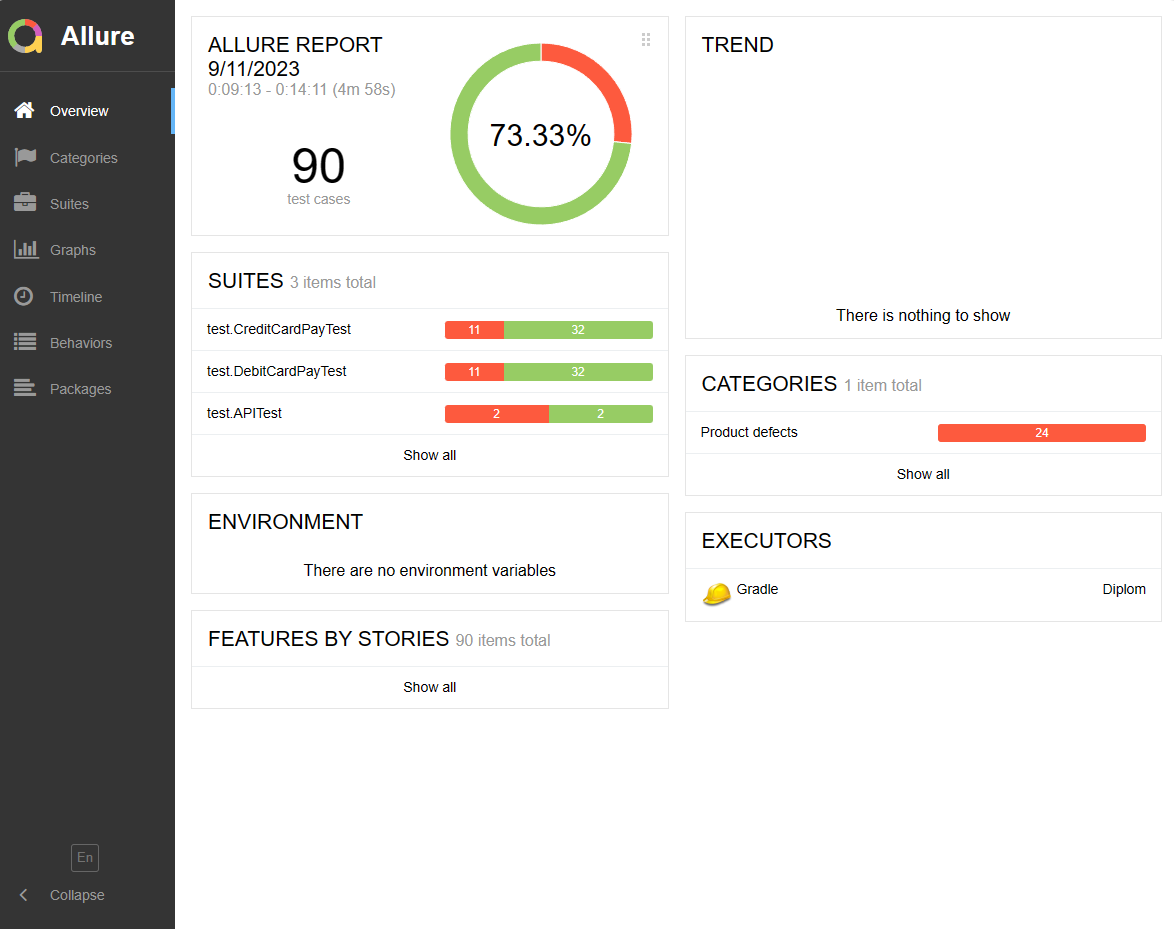 Allure
Overview
Categories
Suites
Graphs
Timeline
Behaviors
Packages
En
Collapse
ALLURE REPORT
9/11/2023
0:09:13 - 0:14:11 (4m 58s)
90
test cases
73.33%
SUITES 3 items total
test.CreditCardPayTest 11 32
test.DebitCardPayTest 11 32
test.APITest 2 2
Show all
ENVIRONMENT
There are no environment variables
FEATURES BY STORIES 90 items total
Show all
TREND
There is nothing to show
CATEGORIES 1 item total
Product defects 24
Show all
EXECUTORS
Gradle Diplom